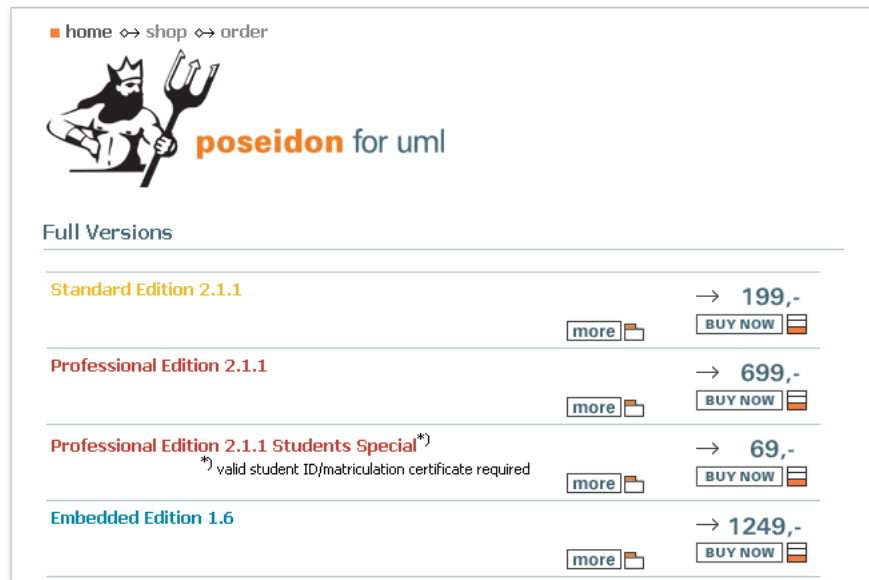 home ↔ shop ↔ order
poseidon for uml
Full Versions
Standard Edition 2.1.1
→ 199,-
more
BUY NOW
Professional Edition 2.1.1
→ 699,-
more
BUY NOW
Professional Edition 2.1.1 Students Special*)
*) valid student ID/matriculation certificate required
→ 69,-
more
BUY NOW
Embedded Edition 1.6
→ 1249,-
more
BUY NOW